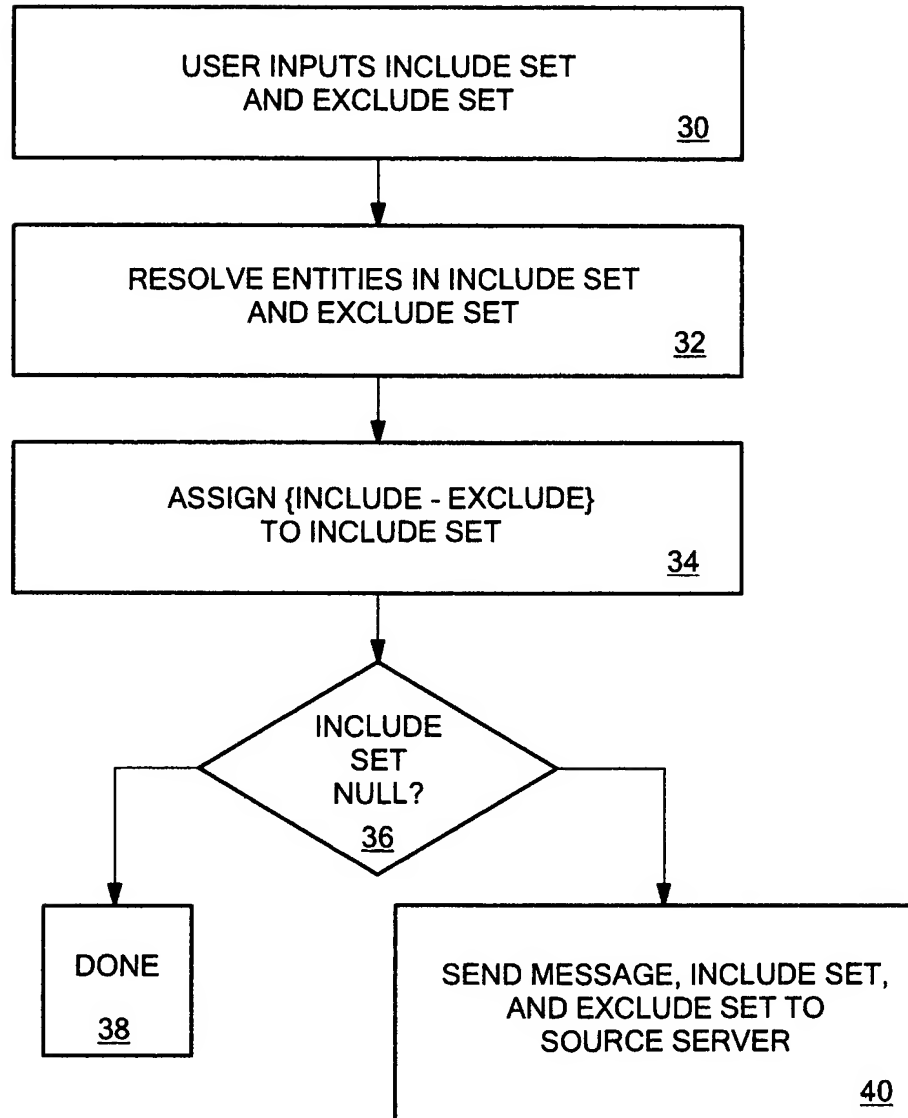 USER INPUTS INCLUDE SET
AND EXCLUDE SET
30
RESOLVE ENTITIES IN INCLUDE SET
AND EXCLUDE SET
32
ASSIGN {INCLUDE - EXCLUDE}
TO INCLUDE SET
34
INCLUDE
SET
NULL?
36
DONE
38
SEND MESSAGE, INCLUDE SET,
AND EXCLUDE SET TO
SOURCE SERVER
40